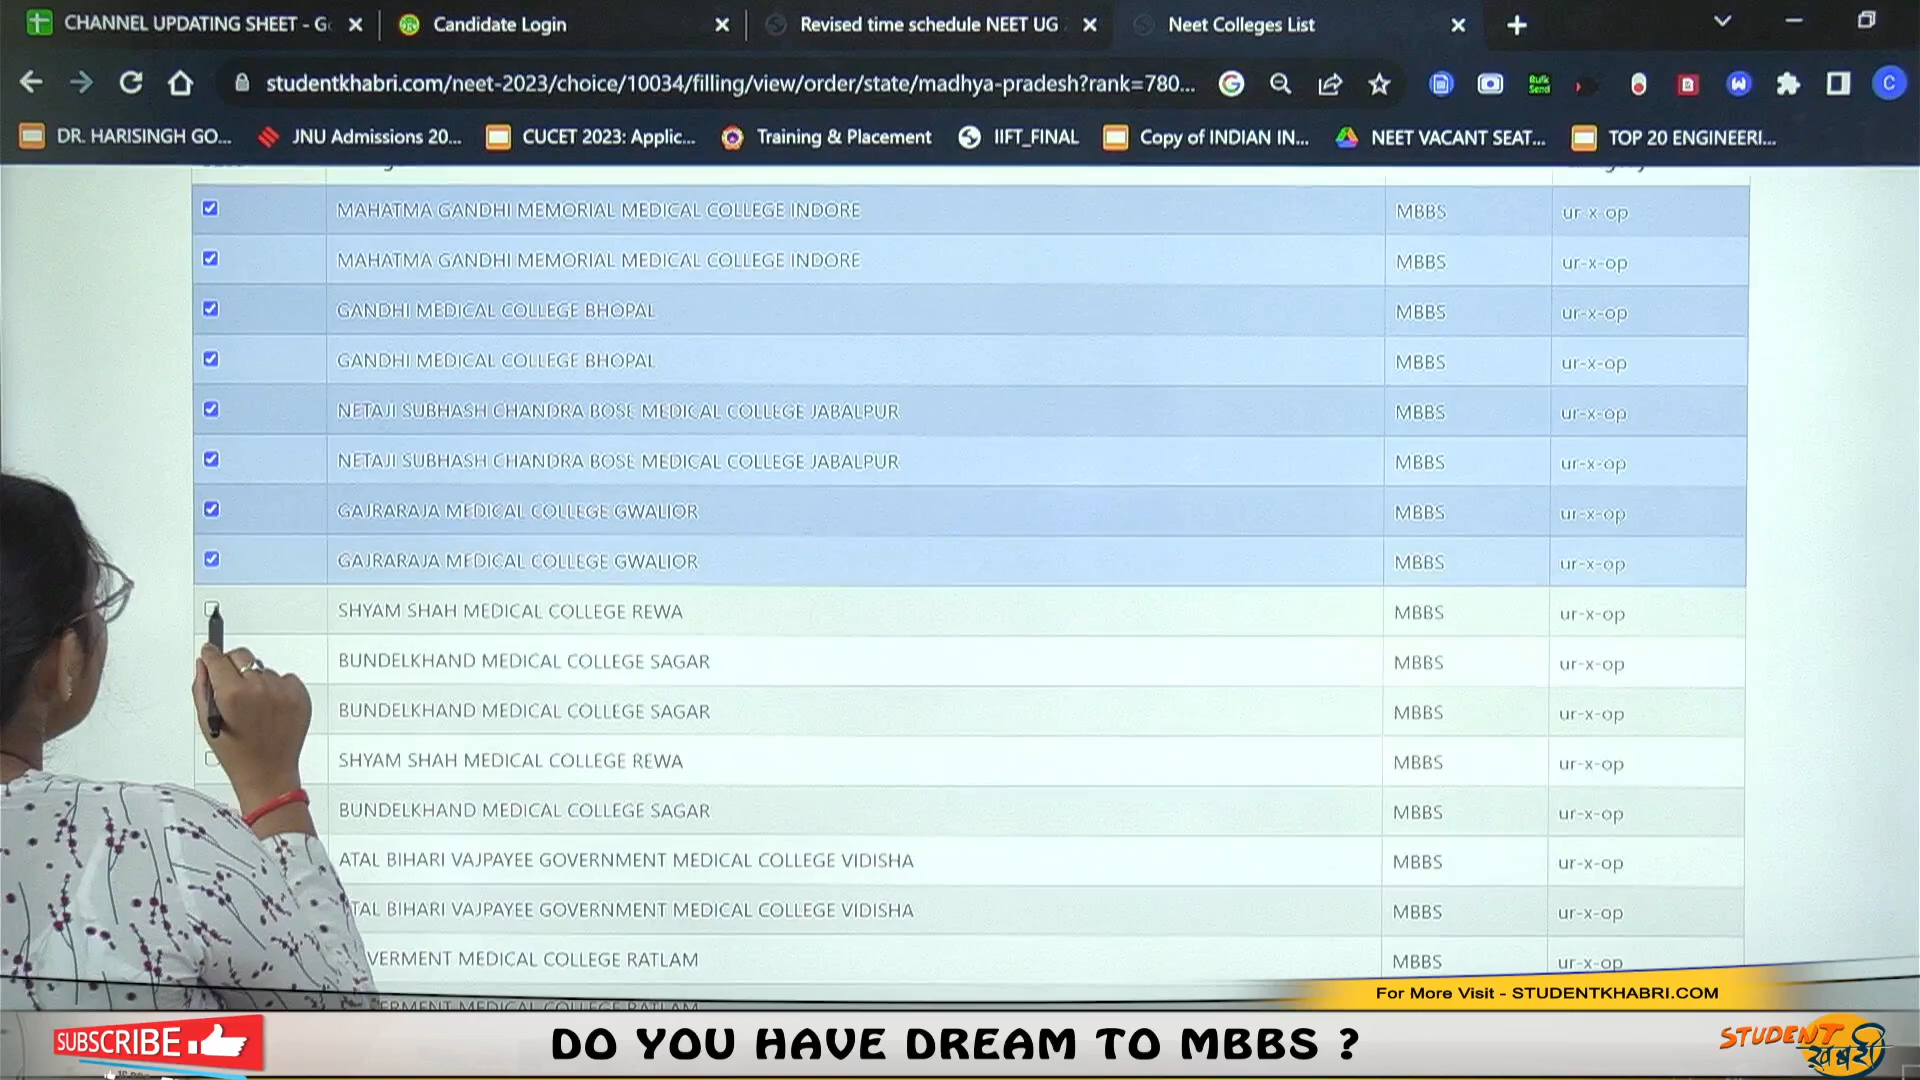 CHANNEL UPDATING SHEET - G
Candidate Login
Revised time schedule NEET UG
Neet Colleges List
studentkhabri.com/neet-2023/choice/10034/filling/view/order/state/madhya-pradesh?rank=780...
DR. HARISINGH GO...
JNU Admissions 20...
CUCET 2023: Applic...
Training & Placement
IIFT_FINAL
Copy of INDIAN IN...
NEET VACANT SEAT...
TOP 20 ENGINEERI...
MAHATMA GANDHI MEMORIAL MEDICAL COLLEGE INDORE MBBS ur-x-op
MAHATMA GANDHI MEMORIAL MEDICAL COLLEGE INDORE MBBS ur-x-op
GANDHI MEDICAL COLLEGE BHOPAL MBBS ur-x-op
GANDHI MEDICAL COLLEGE BHOPAL MBBS ur-x-op
NETAJI SUBHASH CHANDRA BOSE MEDICAL COLLEGE JABALPUR MBBS ur-x-op
NETAJI SUBHASH CHANDRA BOSE MEDICAL COLLEGE JABALPUR MBBS ur-x-op
GAJRARAJA MEDICAL COLLEGE GWALIOR MBBS ur-x-op
GAJRARAJA MEDICAL COLLEGE GWALIOR MBBS ur-x-op
SHYAM SHAH MEDICAL COLLEGE REWA MBBS ur-x-op
BUNDELKHAND MEDICAL COLLEGE SAGAR MBBS ur-x-op
BUNDELKHAND MEDICAL COLLEGE SAGAR MBBS ur-x-op
SHYAM SHAH MEDICAL COLLEGE REWA MBBS ur-x-op
BUNDELKHAND MEDICAL COLLEGE SAGAR MBBS ur-x-op
ATAL BIHARI VAJPAYEE GOVERNMENT MEDICAL COLLEGE VIDISHA MBBS ur-x-op
TAL BIHARI VAJPAYEE GOVERNMENT MEDICAL COLLEGE VIDISHA MBBS ur-x-op
VERMENT MEDICAL COLLEGE RATLAM MBBS ur-x-op
ERMENT MEDICAL COLLEGE RATLAM
For More Visit - STUDENTKHABRI.COM
SUBSCRIBE
DO YOU HAVE DREAM TO MBBS ?
STUDENT
खबरी